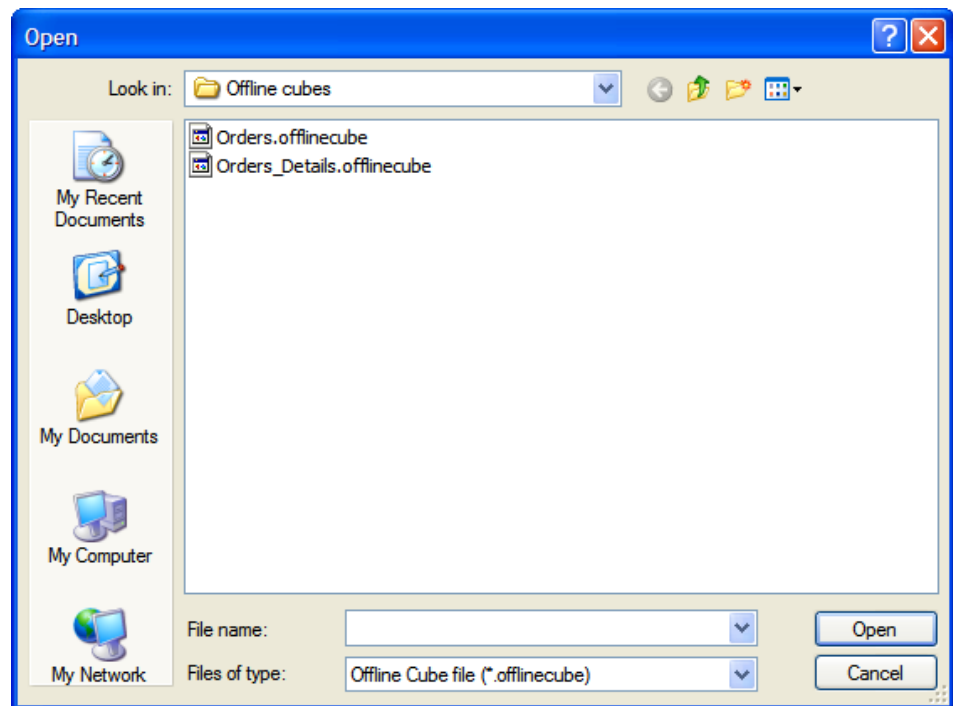 Open
Look in:
Offline cubes
Orders.offlinecube
Orders_Details.offlinecube
My Recent
Documents
Desktop
My Documents
My Computer
My Network
File name:
Open
Files of type:
Offline Cube file (*.offlinecube)
Cancel